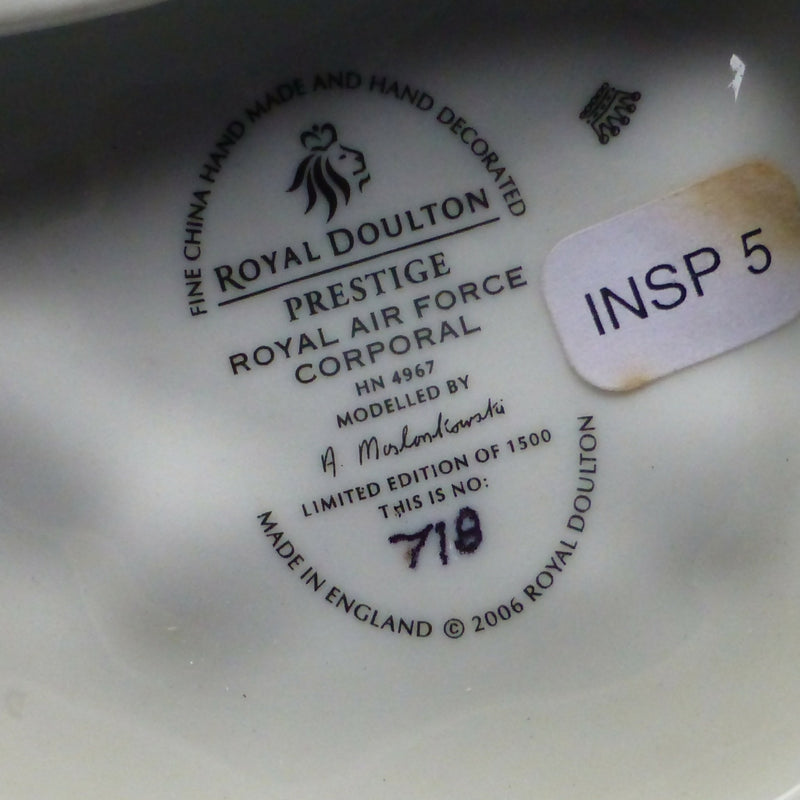 FINE CHINA HAND MADE AND HAND DECORATED
ROYAL DOULTON
PRESTIGE
ROYAL AIR FORCE
CORPORAL
HN 4967
MODELLED BY
A. Maslankowski
LIMITED EDITION OF 1500
THIS IS NO:
718
MADE IN ENGLAND © 2006 ROYAL DOULTON
INSP 5